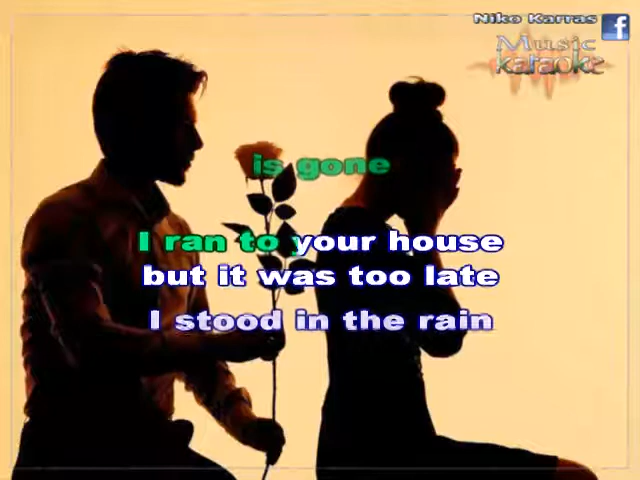 Niko Karras f
Music
karaoke
is gone
I ran to your house
but it was too late
I stood in the rain